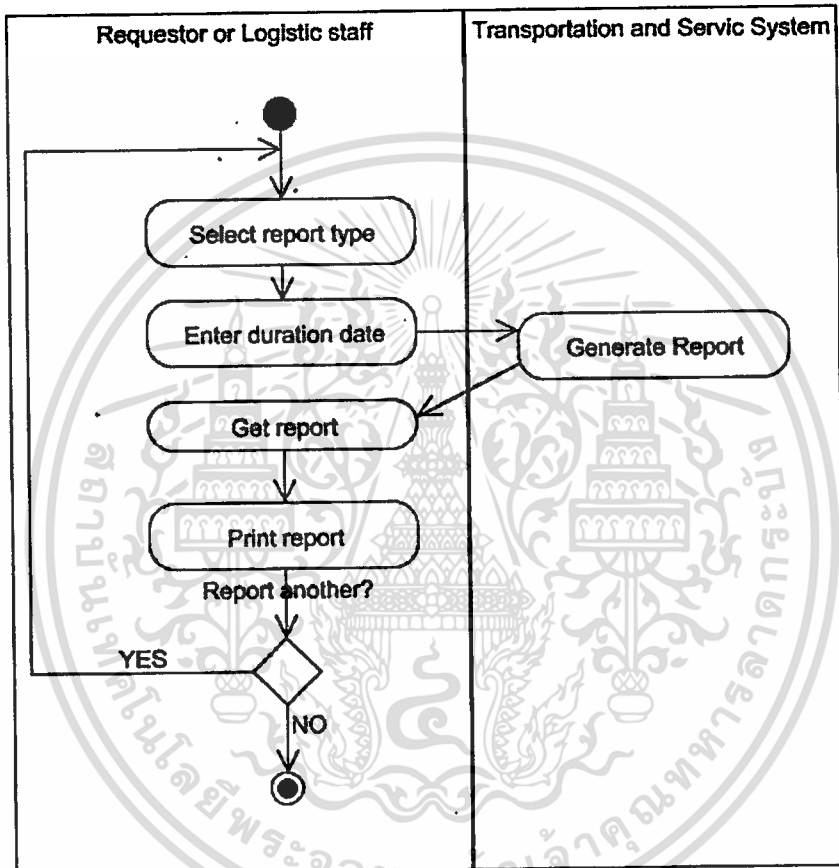 Requestor or Logistic staff
Transportation and Servic System
Select report type
Enter duration date
Generate Report
Get report
Print report
Report another?
YES
NO